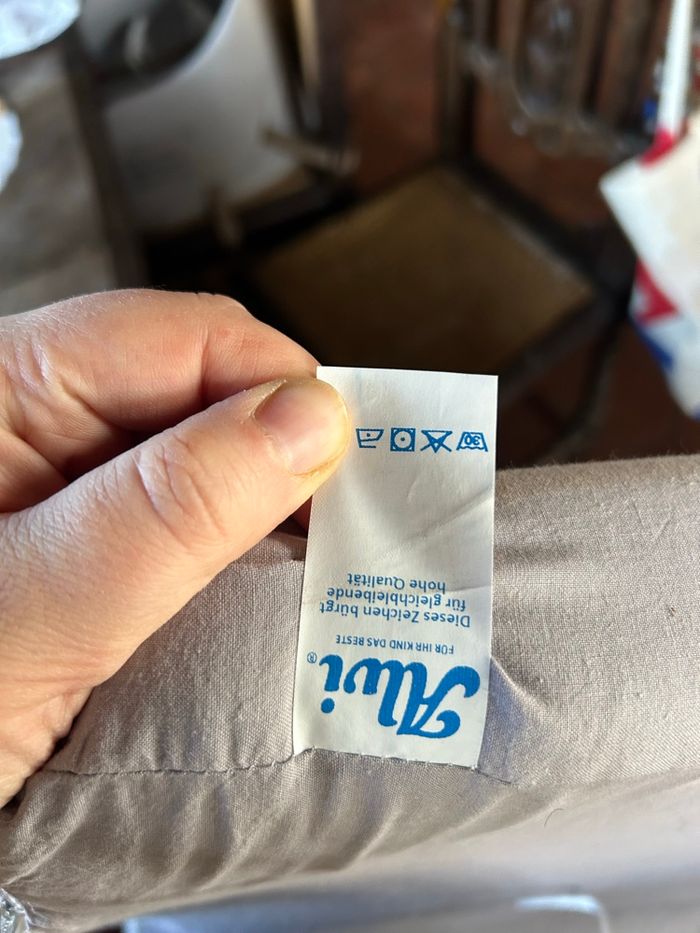 Alvi®
FÜR IHR KIND DAS BESTE
Dieses Zeichen bürgt
für gleichbleibende
hohe Qualität
30